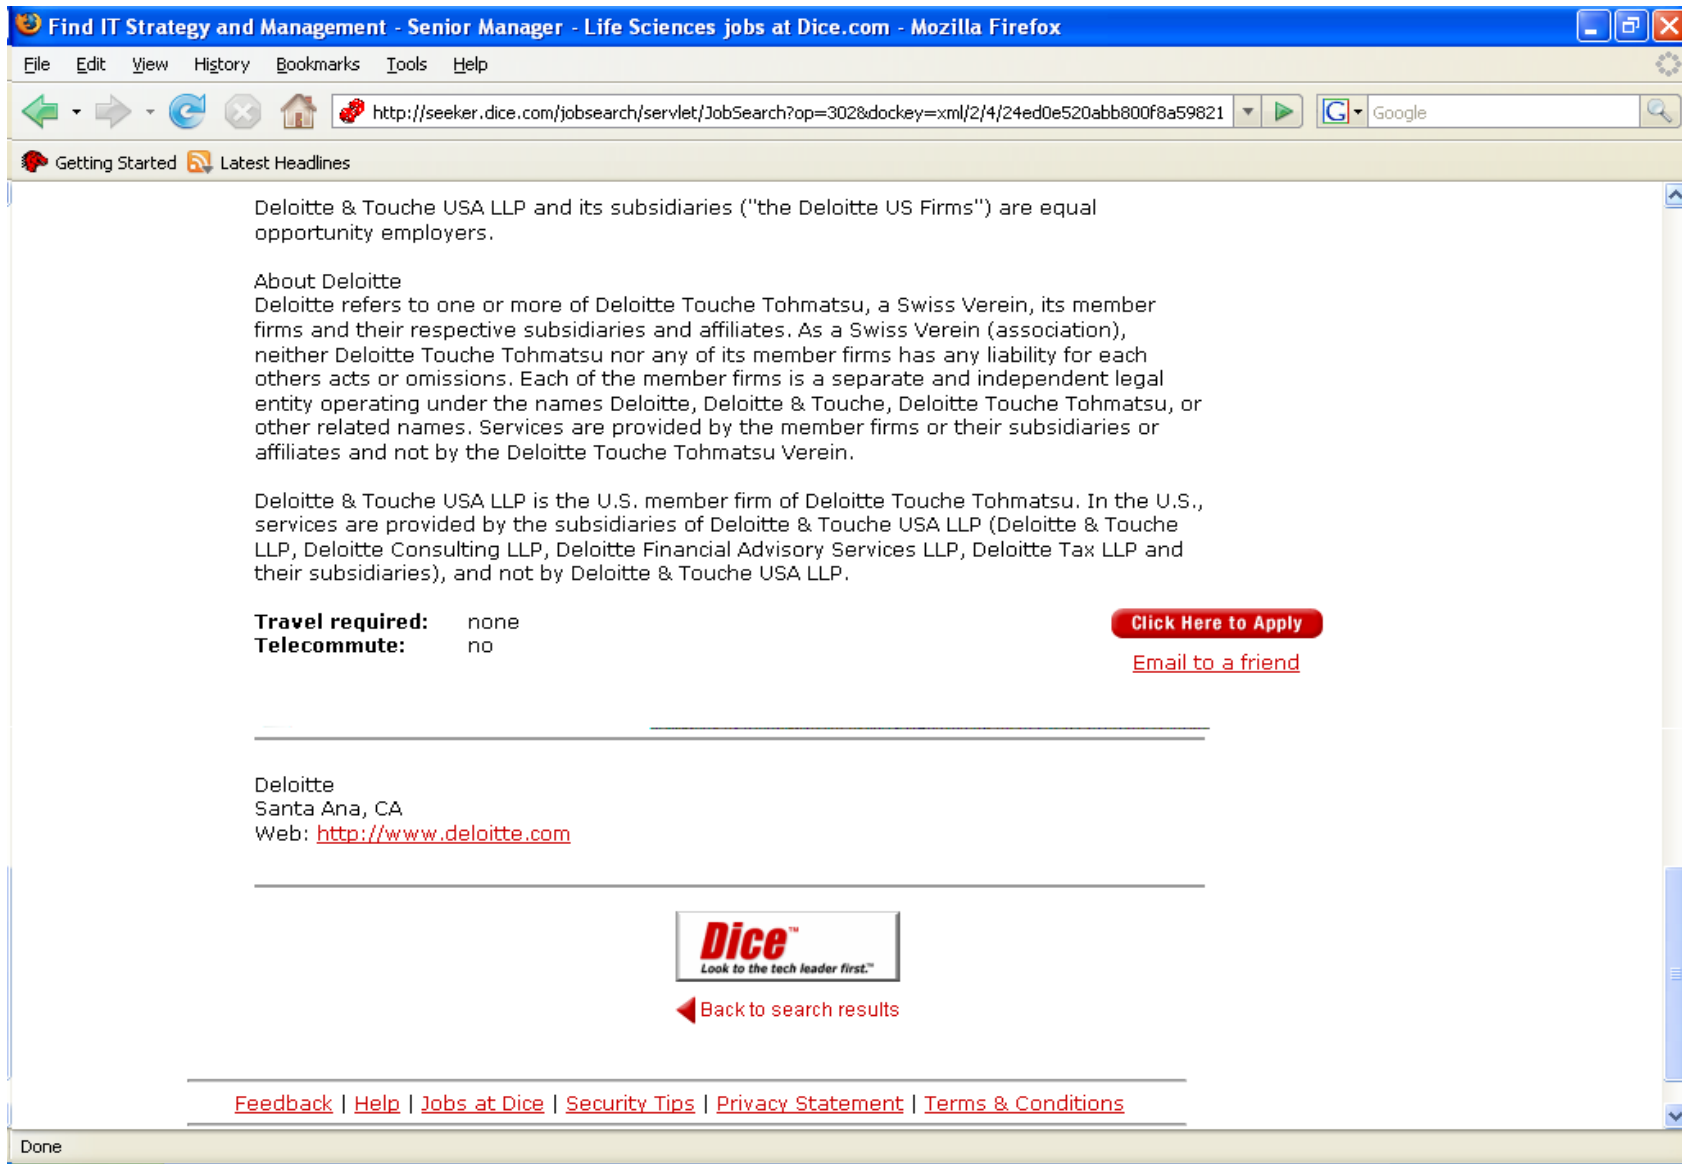 Find IT Strategy and Management - Senior Manager - Life Sciences jobs at Dice.com - Mozilla Firefox
File Edit View History Bookmarks Tools Help
http://seeker.dice.com/jobsearch/servlet/JobSearch?op=302&dockey=xml/2/4/24ed0e520abb800f8a59821 G Google
Getting Started Latest Headlines
Deloitte & Touche USA LLP and its subsidiaries ("the Deloitte US Firms") are equal
opportunity employers.
About Deloitte
Deloitte refers to one or more of Deloitte Touche Tohmatsu, a Swiss Verein, its member
firms and their respective subsidiaries and affiliates. As a Swiss Verein (association),
neither Deloitte Touche Tohmatsu nor any of its member firms has any liability for each
others acts or omissions. Each of the member firms is a separate and independent legal
entity operating under the names Deloitte, Deloitte & Touche, Deloitte Touche Tohmatsu, or
other related names. Services are provided by the member firms or their subsidiaries or
affiliates and not by the Deloitte Touche Tohmatsu Verein.
Deloitte & Touche USA LLP is the U.S. member firm of Deloitte Touche Tohmatsu. In the U.S.,
services are provided by the subsidiaries of Deloitte & Touche USA LLP (Deloitte & Touche
LLP, Deloitte Consulting LLP, Deloitte Financial Advisory Services LLP, Deloitte Tax LLP and
their subsidiaries), and not by Deloitte & Touche USA LLP.
Travel required: none Click Here to Apply
Telecommute: no
Email to a friend
Deloitte
Santa Ana, CA
Web: http://www.deloitte.com
Dice™
Look to the tech leader first.™
Back to search results
Feedback | Help | Jobs at Dice | Security Tips | Privacy Statement | Terms & Conditions
Done